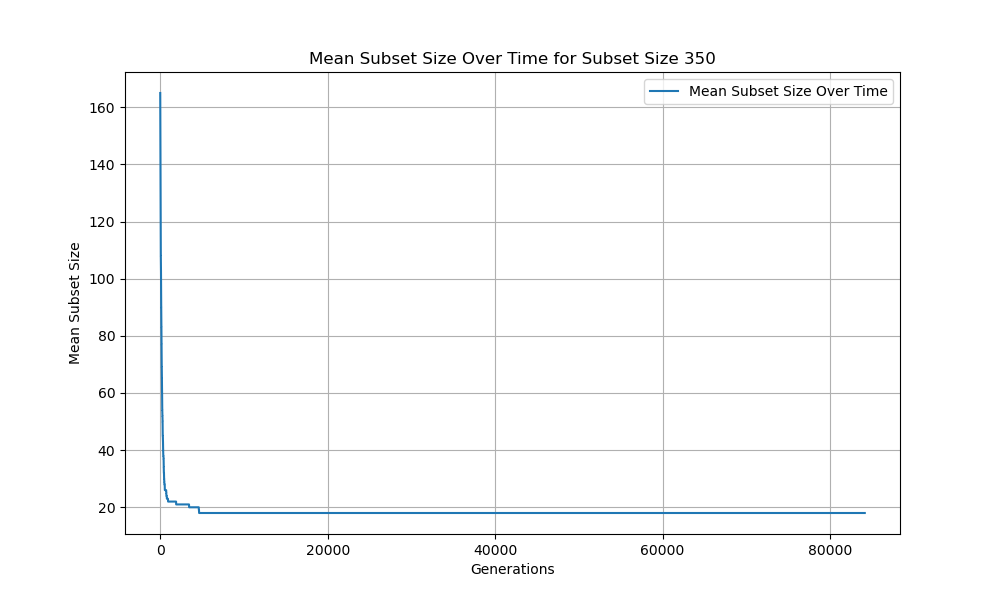 Mean Subset Size Over Time for Subset Size 350
Mean Subset Size Over Time
160
140
120
100
80
60
40
20
Mean Subset Size
0 20000 40000 60000 80000
Generations